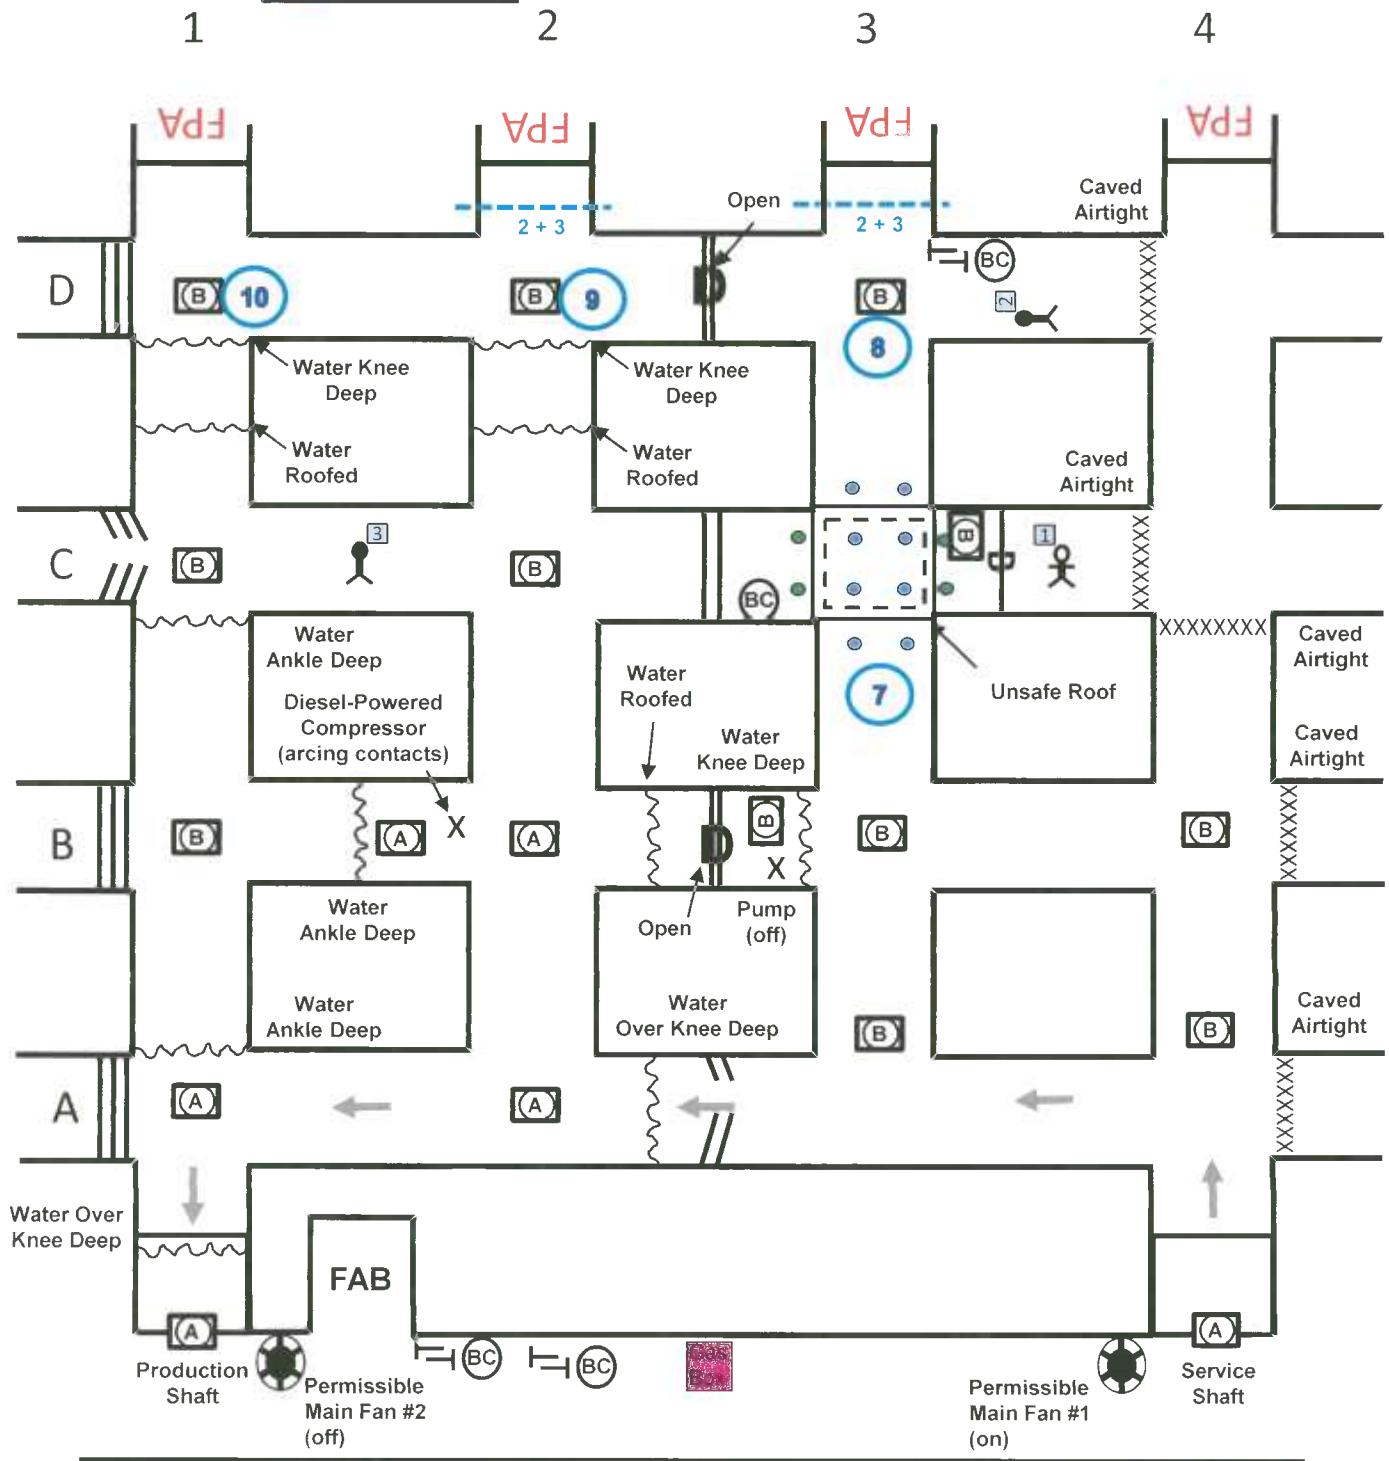 1 2 3 4
FPA FPA FPA FPA
Open
Caved
Airtight
2 + 3
2 + 3
BC
D
B
10
B
9
B
8
2
Water Knee
Deep
Water Knee
Deep
Water
Roofed
Water
Roofed
Caved
Airtight
C
B
3
B
B
1
BC
XXXXXXXX
Water
Ankle Deep
Caved
Airtight
Water
Roofed
7
Unsafe Roof
Diesel-Powered
Compressor
(arcing contacts)
Water
Knee Deep
Caved
Airtight
B
B
A
X
A
B
X
B
B
Water
Ankle Deep
Open
Pump
(off)
Water
Ankle Deep
Water
Over Knee Deep
B
B
Caved
Airtight
A
A
A
Water Over
Knee Deep
FAB
A
A
Production
Shaft
BC
BC
Gas
Box
Service
Shaft
Permissible
Main Fan #2
(off)
Permissible
Main Fan #1
(on)